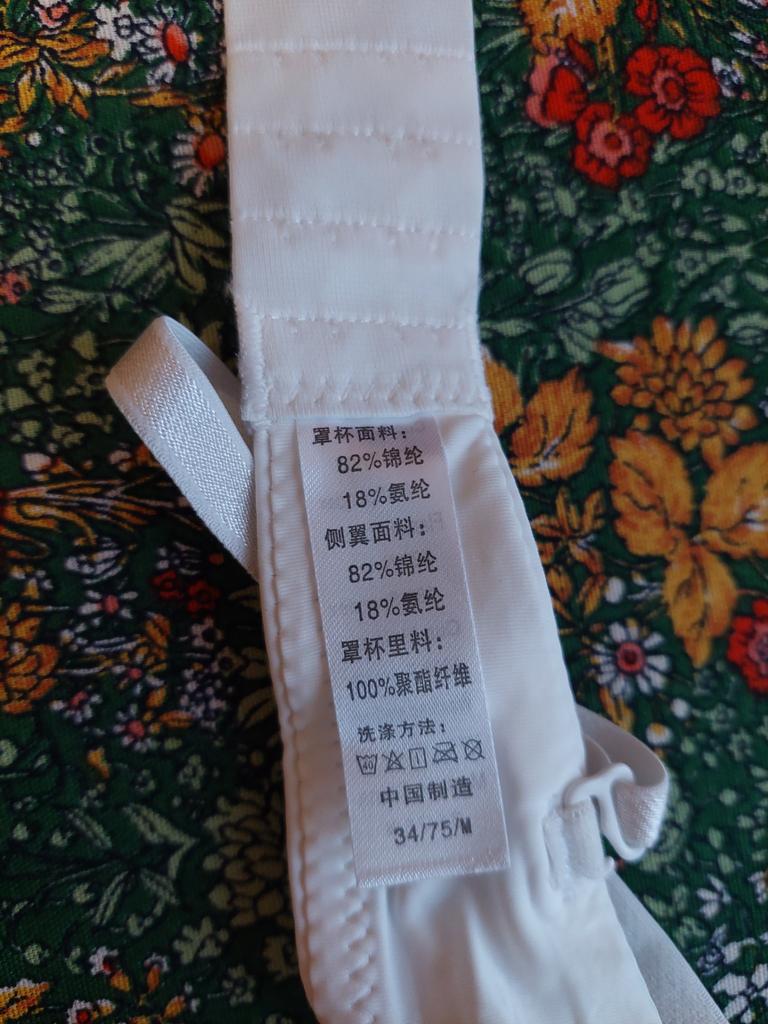 罩杯面料：
82%锦纶
18%氨纶
侧翼面料：
82%锦纶
18%氨纶
罩杯里料：
100%聚酯纤维
洗涤方法：
中国制造
34/75/M